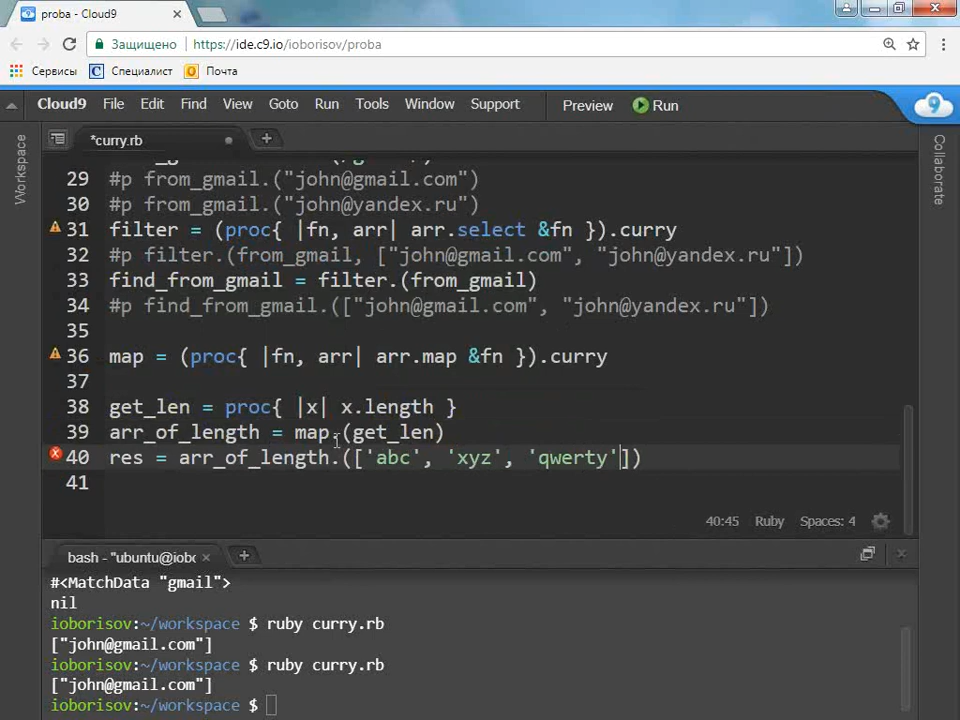 proba - Cloud9
Защищено https://ide.c9.io/ioborisov/proba
Сервисы Специалист Почта
Cloud9 File Edit Find View Goto Run Tools Window Support Preview Run
Workspace
*curry.rb
Collaborate
29 #p from_gmail.("john@gmail.com")
30 #p from_gmail.("john@yandex.ru")
31 filter = (proc{ |fn, arr| arr.select &fn }).curry
32 #p filter.(from_gmail, ["john@gmail.com", "john@yandex.ru"])
33 find_from_gmail = filter.(from_gmail)
34 #p find_from_gmail.(["john@gmail.com", "john@yandex.ru"])
35
36 map = (proc{ |fn, arr| arr.map &fn }).curry
37
38 get_len = proc{ |x| x.length }
39 arr_of_length = map.(get_len)
40 res = arr_of_length.(['abc', 'xyz', 'qwerty'])
41
40:45 Ruby Spaces: 4
bash - "ubuntu@iobo
#<MatchData "gmail">
nil
ioborisov:~/workspace $ ruby curry.rb
["john@gmail.com"]
ioborisov:~/workspace $ ruby curry.rb
["john@gmail.com"]
ioborisov:~/workspace $